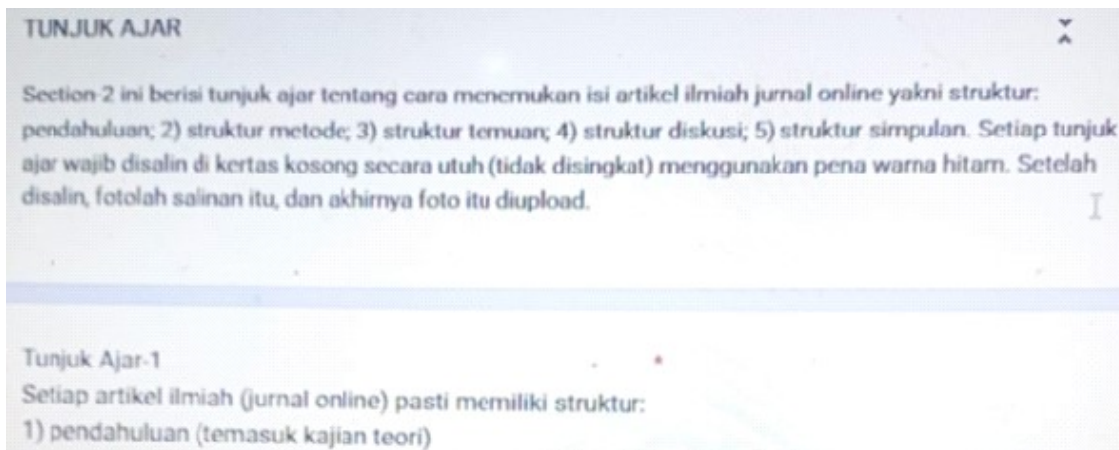 TUNJUK AJAR
Section-2 ini berisi tunjuk ajar tentang cara menemukan isi artikel ilmiah jurnal online yakni struktur:
pendahuluan; 2) struktur metode; 3) struktur temuan; 4) struktur diskusi; 5) struktur simpulan. Setiap tunjuk
ajar wajib disalin di kertas kosong secara utuh (tidak disingkat) menggunakan pena warna hitam. Setelah
disalin, fotolah salinan itu, dan akhirnya foto itu diupload.
Tunjuk Ajar-1 *
Setiap artikel ilmiah (jurnal online) pasti memiliki struktur:
1) pendahuluan (temasuk kajian teori)